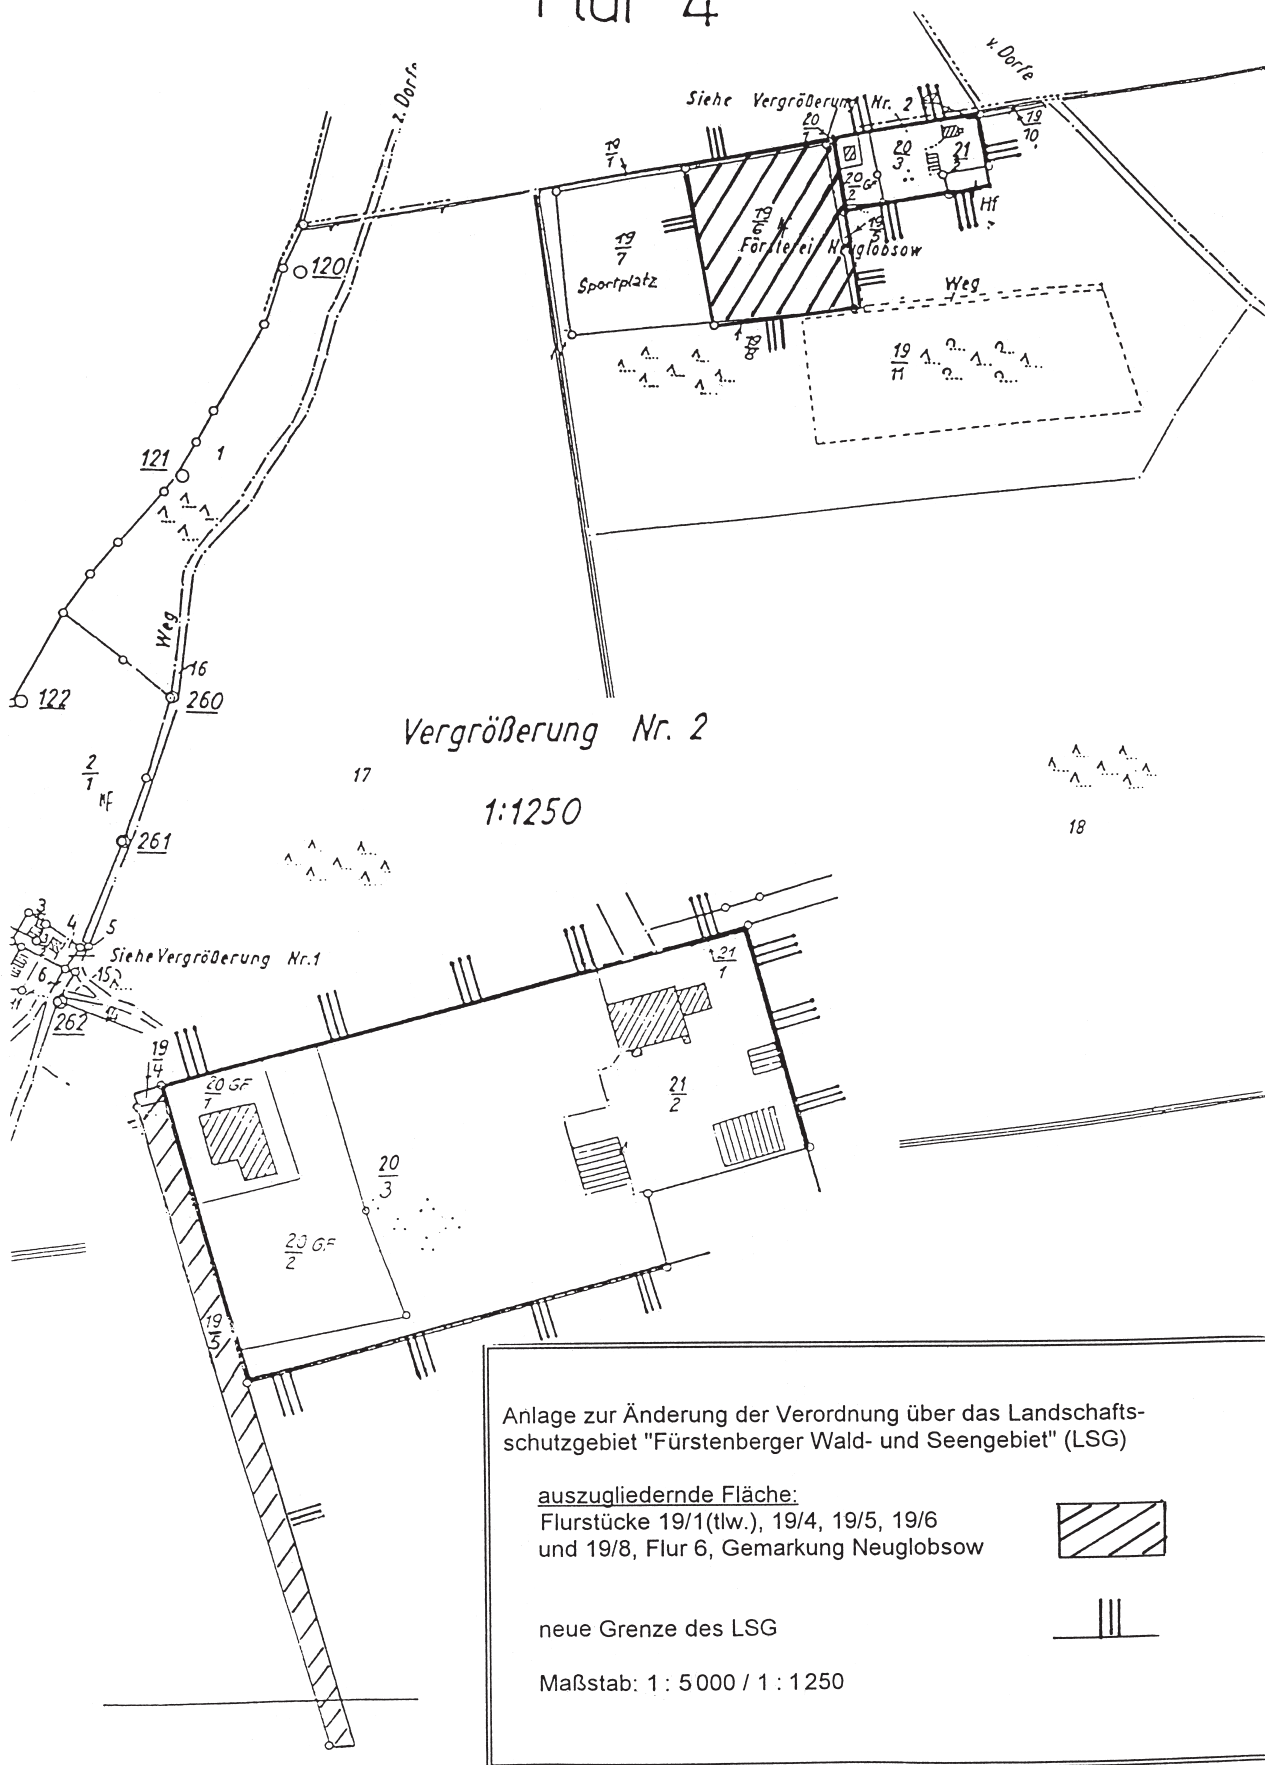 Flur 4
z. Dorfe
v. Dorfe
Siehe Vergrößerung Nr. 2
20
1
19
1
19
10
20
3
21
2
20 GF
2
Hf
19
6
19
5
19
7
Försterei Neuglobsow
Sportplatz
Weg
19
8
19
11
120
121
1
Weg
16
122
260
2
1
Vergrößerung Nr. 2
17
1:1250
18
261
3
4
5
Siehe Vergrößerung Nr.1
6
15
11
262
19
4
21
1
20 GF
1
21
2
20
3
20 GF
2
19
5
Anlage zur Änderung der Verordnung über das Landschafts-
schutzgebiet "Fürstenberger Wald- und Seengebiet" (LSG)
auszugliedernde Fläche:
Flurstücke 19/1(tlw.), 19/4, 19/5, 19/6
und 19/8, Flur 6, Gemarkung Neuglobsow
neue Grenze des LSG
Maßstab: 1 : 5000 / 1 : 1250